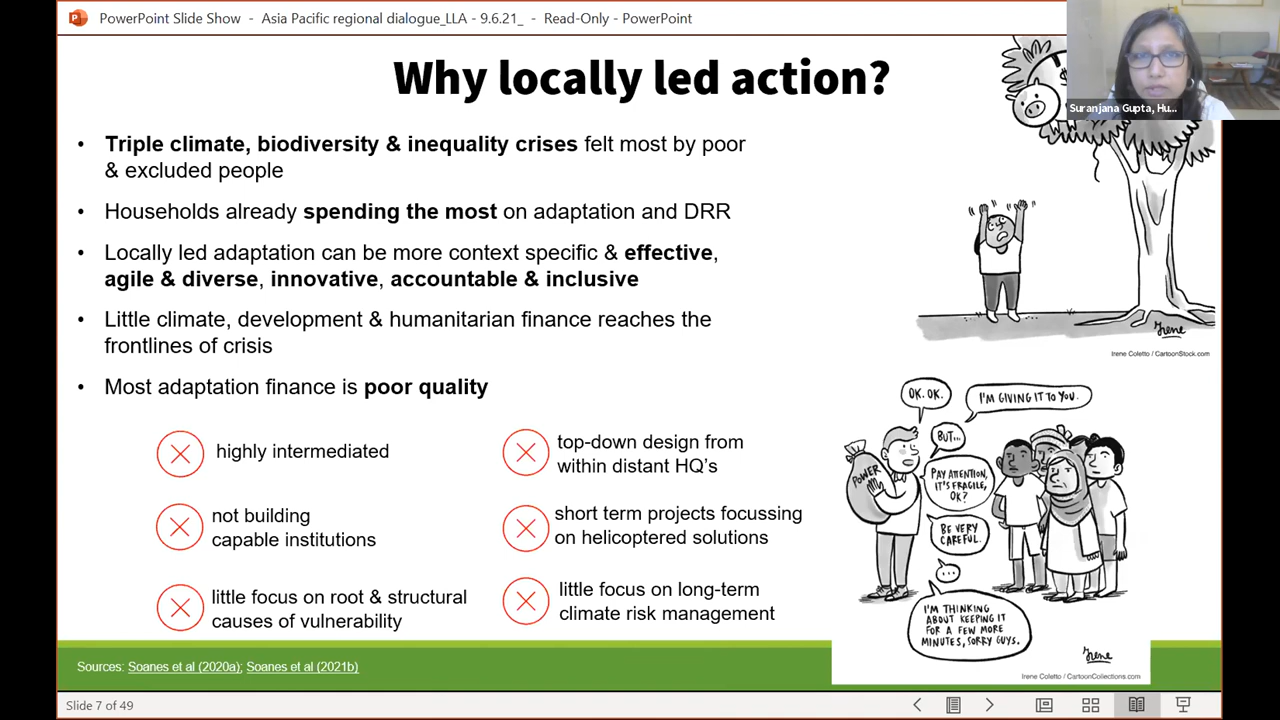 PowerPoint Slide Show - Asia Pacific regional dialogue_LLA - 9.6.21_ - Read-Only - PowerPoint
Suranjana Gupta, Hu...
Why locally led action?
• Triple climate, biodiversity & inequality crises felt most by poor
& excluded people
• Households already spending the most on adaptation and DRR
• Locally led adaptation can be more context specific & effective,
agile & diverse, innovative, accountable & inclusive
• Little climate, development & humanitarian finance reaches the
frontlines of crisis
• Most adaptation finance is poor quality
highly intermediated
top-down design from
within distant HQ's
not building
capable institutions
short term projects focussing
on helicoptered solutions
little focus on root & structural
causes of vulnerability
little focus on long-term
climate risk management
Irene
Irene Coletto / CartoonStock.com
OK. OK.
I'M GIVING IT TO YOU.
BUT...
POWER
PAY ATTENTION,
IT'S FRAGILE,
OK?
BE VERY
CAREFUL.
...
I'M THINKING
ABOUT KEEPING IT
FOR A FEW MORE
MINUTES, SORRY GUYS.
Irene
Irene Coletto / CartoonCollections.com
Sources: Soanes et al (2020a); Soanes et al (2021b)
Slide 7 of 49